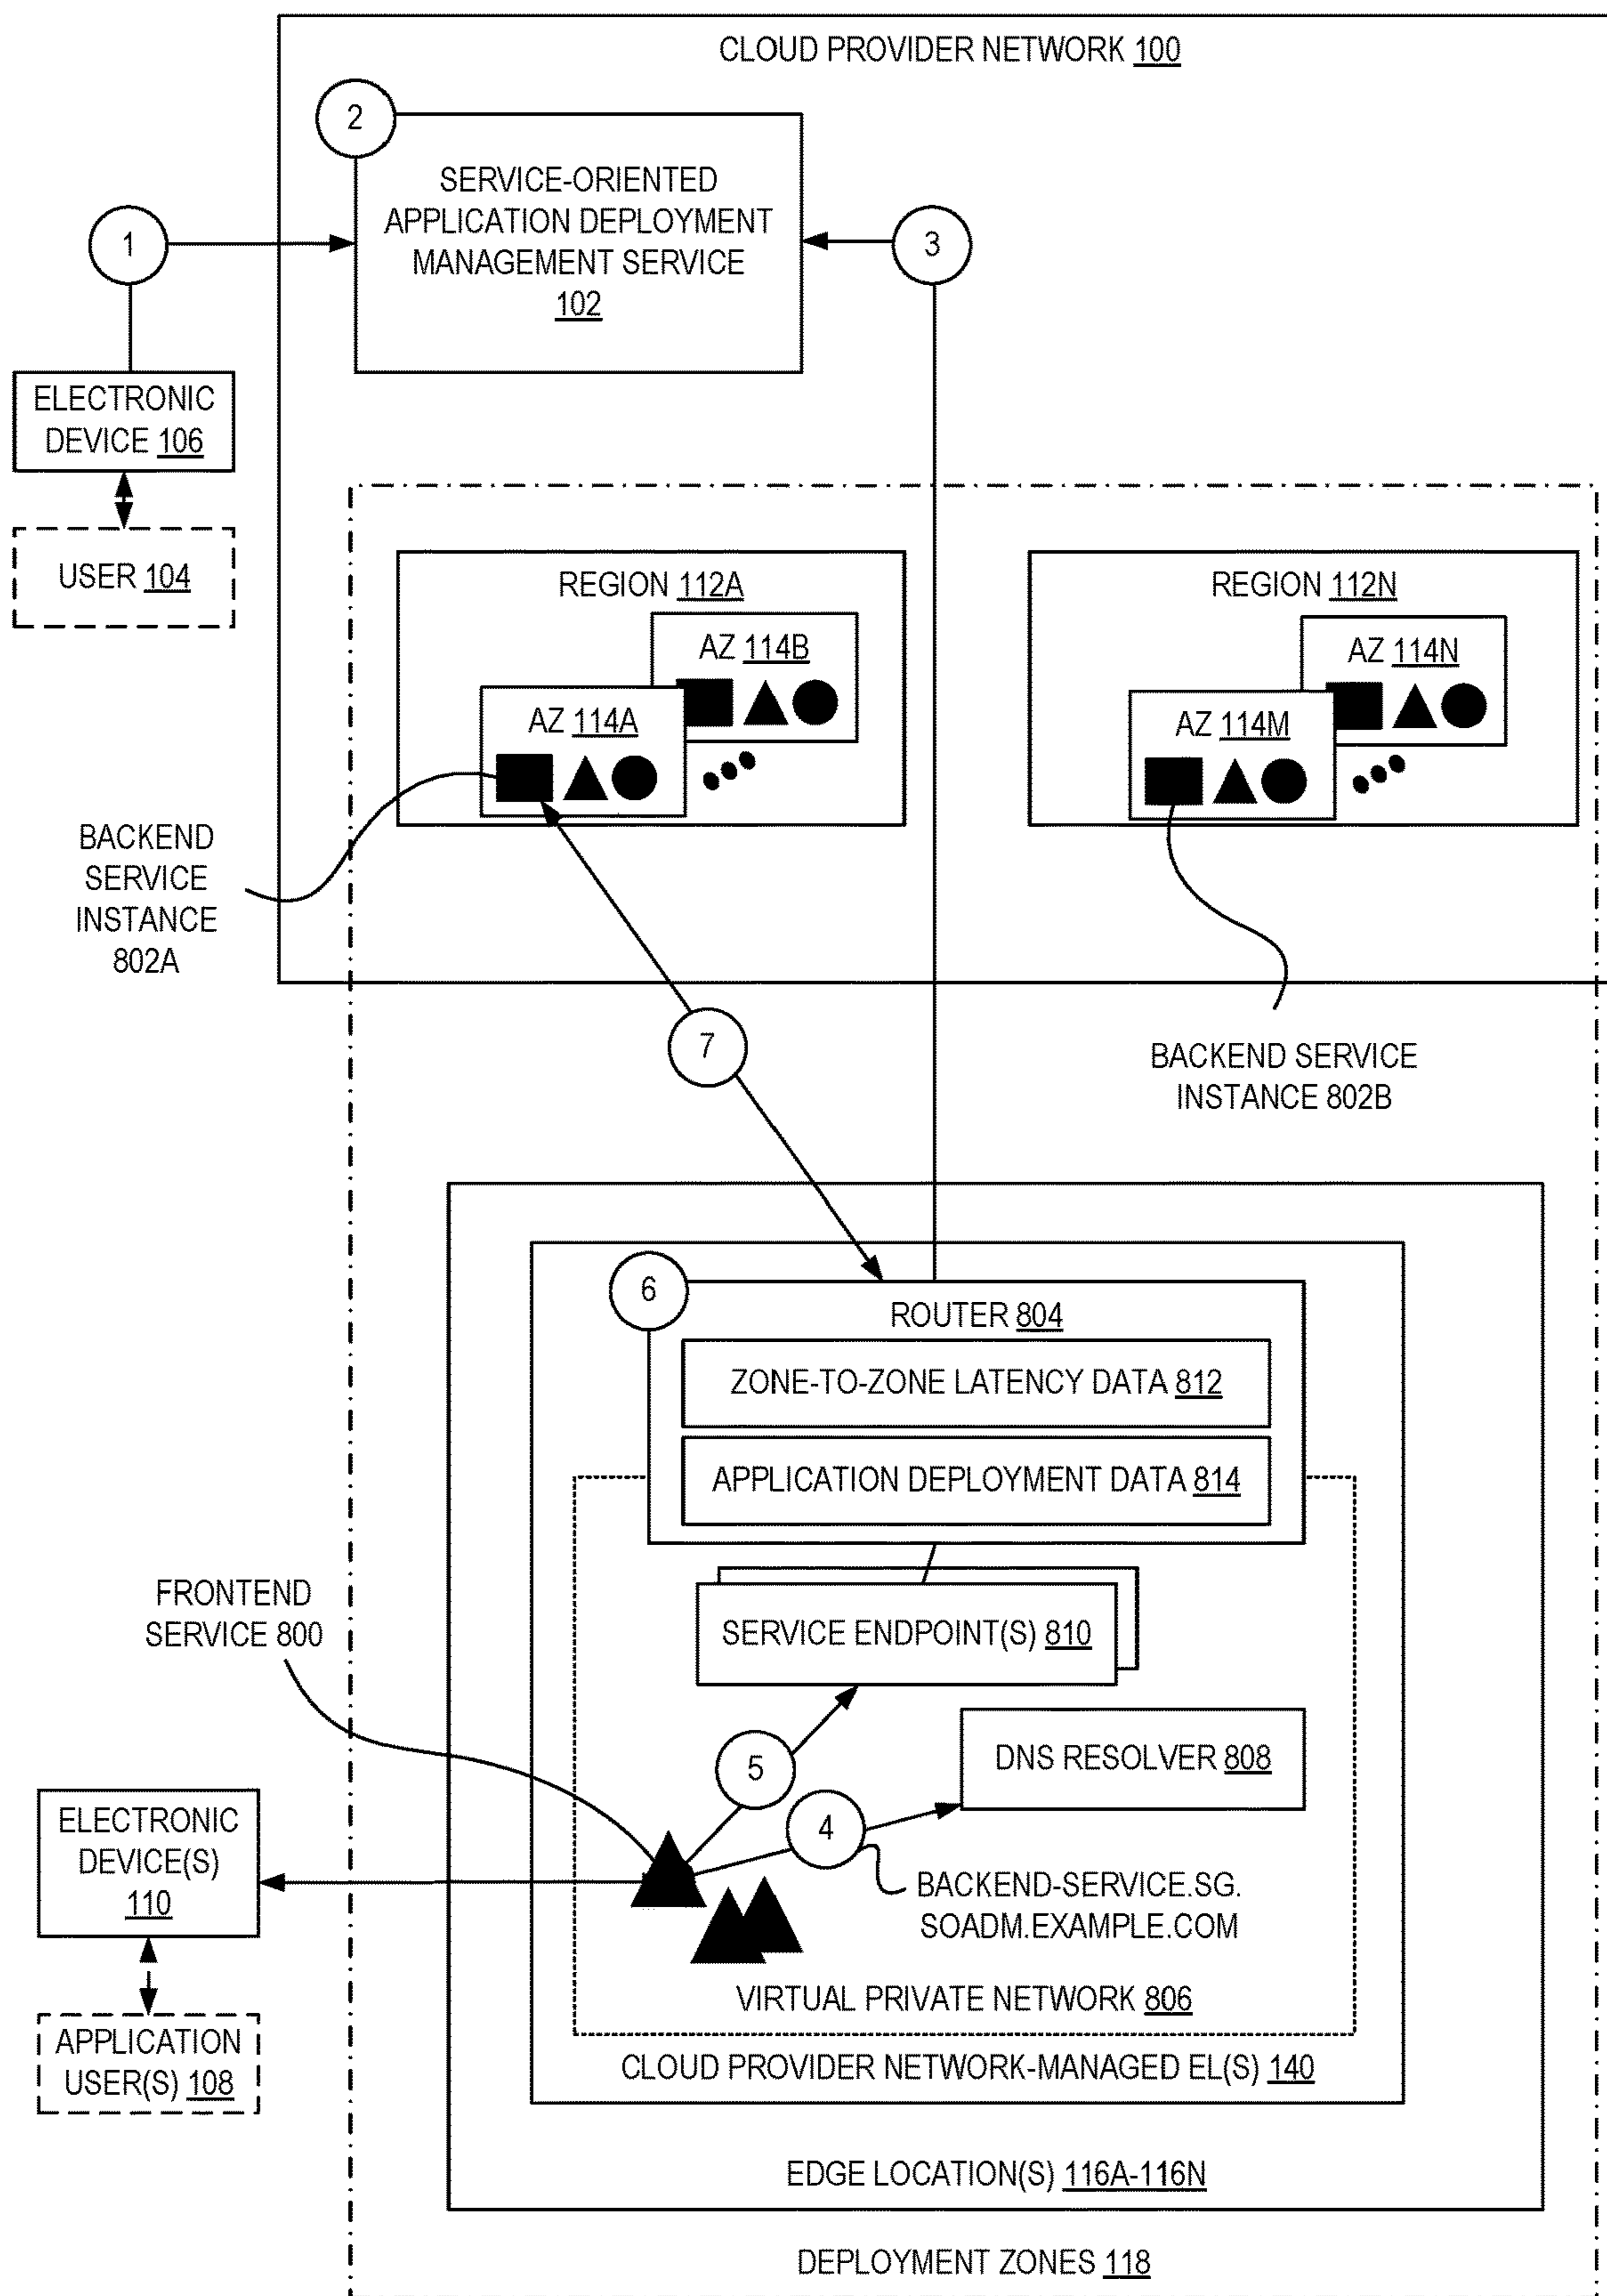 CLOUD PROVIDER NETWORK 100
2
SERVICE-ORIENTED
APPLICATION DEPLOYMENT
MANAGEMENT SERVICE
102
1
3
ELECTRONIC
DEVICE 106
USER 104
REGION 112A
AZ 114B
AZ 114A
REGION 112N
AZ 114N
AZ 114M
BACKEND
SERVICE
INSTANCE
802A
7
BACKEND SERVICE
INSTANCE 802B
6
ROUTER 804
ZONE-TO-ZONE LATENCY DATA 812
APPLICATION DEPLOYMENT DATA 814
FRONTEND
SERVICE 800
SERVICE ENDPOINT(S) 810
5
DNS RESOLVER 808
4
ELECTRONIC
DEVICE(S)
110
BACKEND-SERVICE.SG.
SOADM.EXAMPLE.COM
VIRTUAL PRIVATE NETWORK 806
APPLICATION
USER(S) 108
CLOUD PROVIDER NETWORK-MANAGED EL(S) 140
EDGE LOCATION(S) 116A-116N
DEPLOYMENT ZONES 118